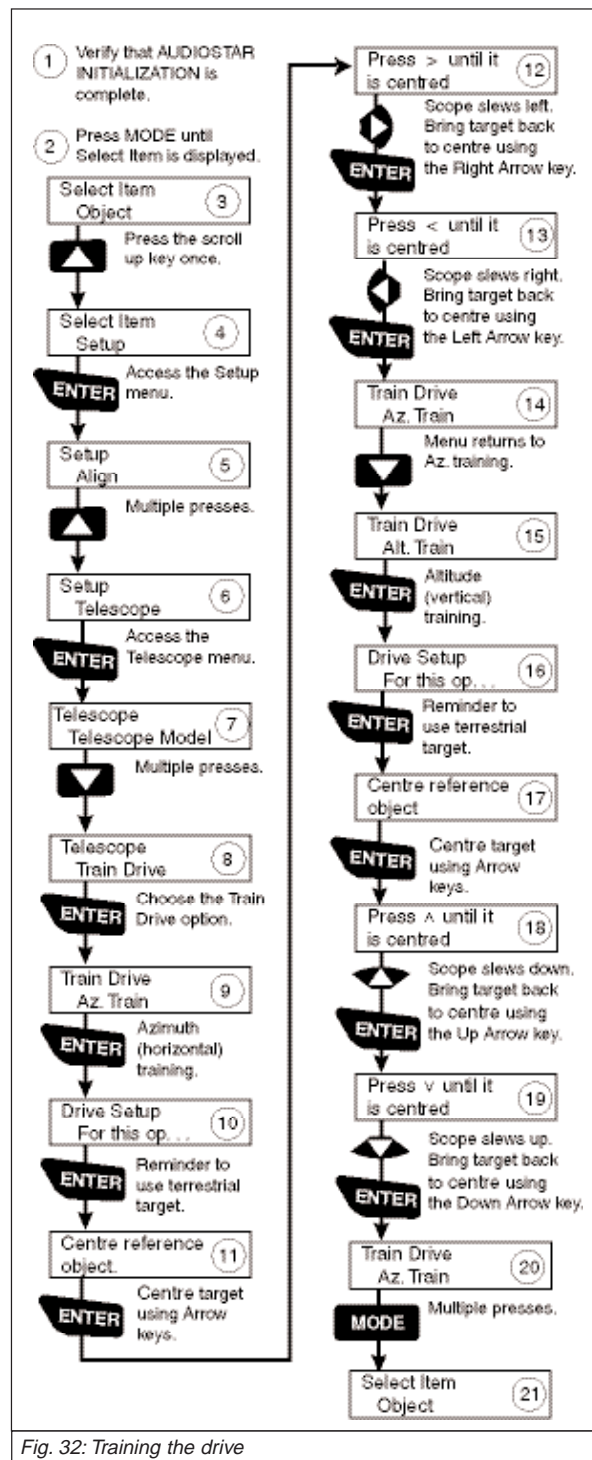 1
Verify that AUDIOSTAR
INITIALIZATION is
complete.
2
Press MODE until
Select Item is displayed.
Select Item
Object
3
Press the scroll
up key once.
Select Item
Setup
4
ENTER
Access the Setup
menu.
Setup
Align
5
Multiple presses.
Setup
Telescope
6
ENTER
Access the
Telescope menu.
Telescope
Telescope Model
7
Multiple presses.
Telescope
Train Drive
8
ENTER
Choose the Train
Drive option.
Train Drive
Az. Train
9
ENTER
Azimuth
(horizontal)
training.
Drive Setup
For this op. . .
10
ENTER
Reminder to
use terrestrial
target.
Centre reference
object.
11
ENTER
Centre target
using Arrow
keys.
Press > until it
is centred
12
Scope slews left.
Bring target back
to centre using
the Right Arrow key.
ENTER
Press < until it
is centred
13
Scope slews right.
Bring target back
to centre using
the Left Arrow key.
ENTER
Train Drive
Az. Train
14
Menu returns to
Az. training.
Train Drive
Alt. Train
15
ENTER
Altitude
(vertical)
training.
Drive Setup
For this op. . .
16
ENTER
Reminder to
use terrestrial
target.
Centre reference
object
17
ENTER
Centre target
using Arrow
keys.
Press ʌ until it
is centred
18
Scope slews down.
Bring target back
to centre using
the Up Arrow key.
ENTER
Press v until it
is centred
19
Scope slews up.
Bring target back
to centre using
the Down Arrow key.
ENTER
Train Drive
Az. Train
20
MODE
Multiple presses.
Select Item
Object
21
Fig. 32: Training the drive